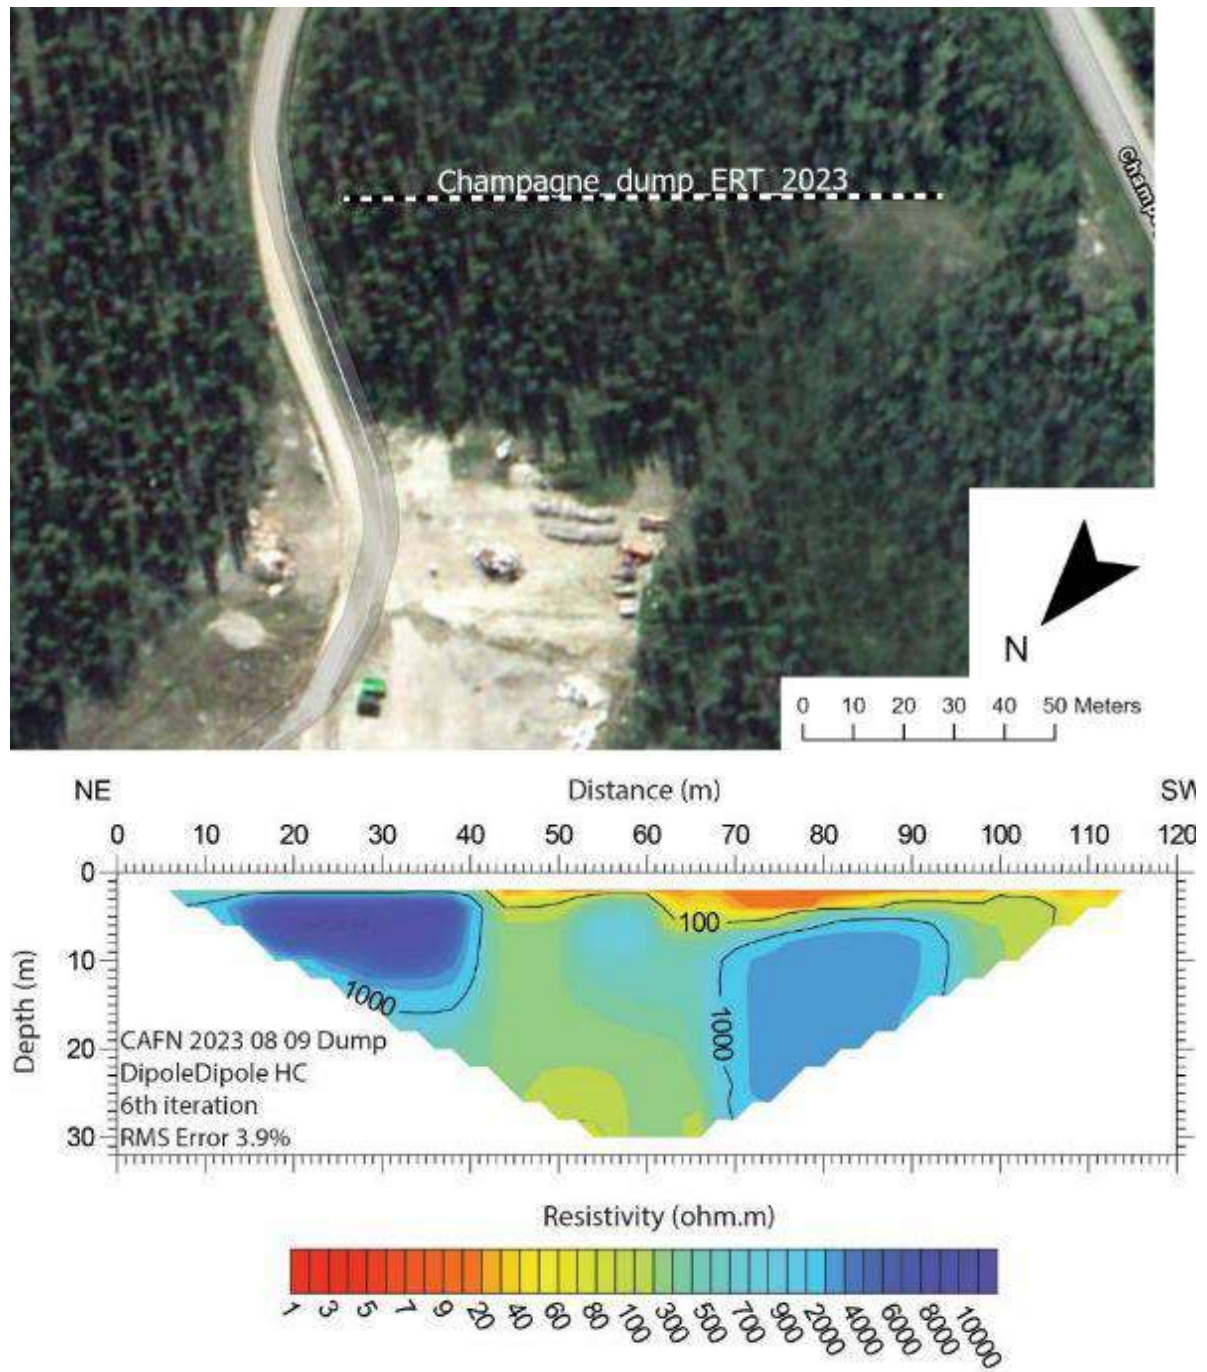 Champagne_dump_ERT_2023
Champ
N
0 10 20 30 40 50 Meters
NE Distance (m) SW
0 10 20 30 40 50 60 70 80 90 100 110 120
0
10
20
30
Depth (m)
100
1000
1000
CAFN 2023 08 09 Dump
DipoleDipole HC
6th iteration
RMS Error 3.9%
Resistivity (ohm.m)
1 3 5 7 9 20 40 60 80 100 300 500 700 900 2000 4000 6000 8000 10000